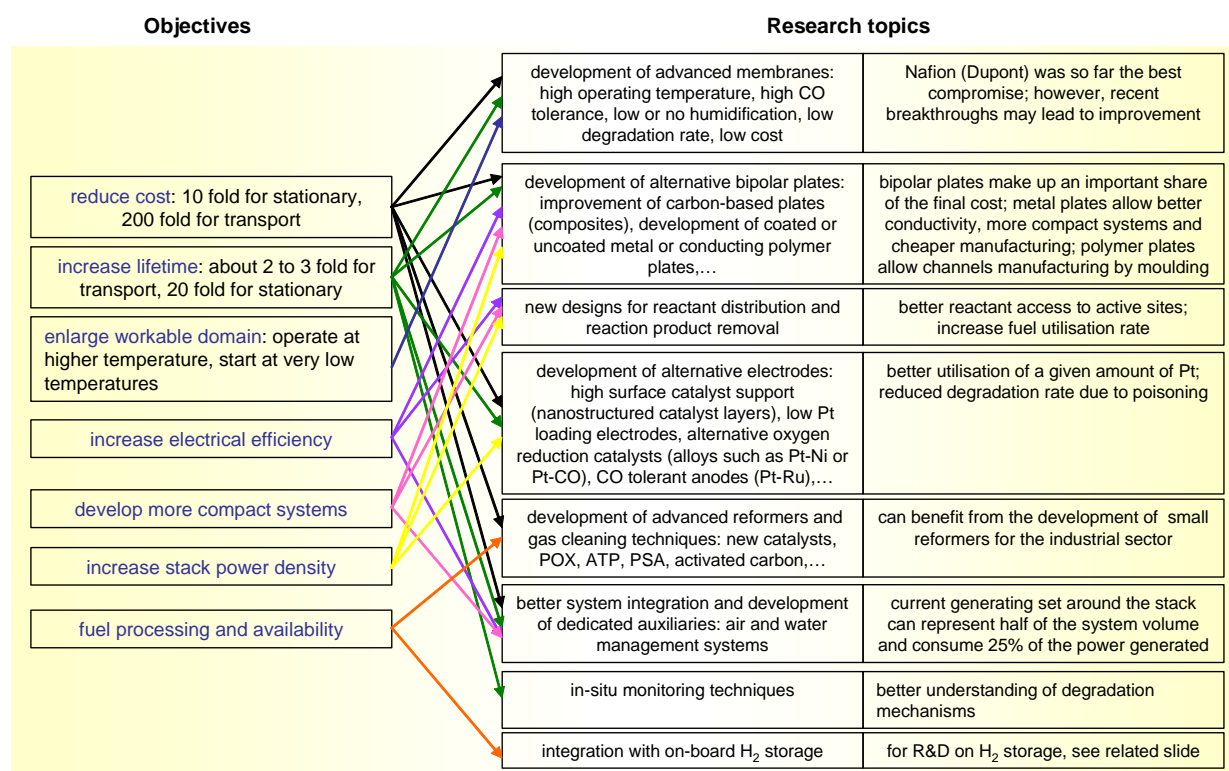 Objectives
Research topics
reduce cost: 10 fold for stationary,
200 fold for transport
increase lifetime: about 2 to 3 fold for
transport, 20 fold for stationary
enlarge workable domain: operate at
higher temperature, start at very low
temperatures
increase electrical efficiency
develop more compact systems
increase stack power density
fuel processing and availability
development of advanced membranes:
high operating temperature, high CO
tolerance, low or no humidification, low
degradation rate, low cost
Nafion (Dupont) was so far the best
compromise; however, recent
breakthroughs may lead to improvement
development of alternative bipolar plates:
improvement of carbon-based plates
(composites), development of coated or
uncoated metal or conducting polymer
plates,…
bipolar plates make up an important share
of the final cost; metal plates allow better
conductivity, more compact systems and
cheaper manufacturing; polymer plates
allow channels manufacturing by moulding
new designs for reactant distribution and
reaction product removal
better reactant access to active sites;
increase fuel utilisation rate
development of alternative electrodes:
high surface catalyst support
(nanostructured catalyst layers), low Pt
loading electrodes, alternative oxygen
reduction catalysts (alloys such as Pt-Ni or
Pt-CO), CO tolerant anodes (Pt-Ru),…
better utilisation of a given amount of Pt;
reduced degradation rate due to poisoning
development of advanced reformers and
gas cleaning techniques: new catalysts,
POX, ATP, PSA, activated carbon,…
can benefit from the development of small
reformers for the industrial sector
better system integration and development
of dedicated auxiliaries: air and water
management systems
current generating set around the stack
can represent half of the system volume
and consume 25% of the power generated
in-situ monitoring techniques
better understanding of degradation
mechanisms
integration with on-board H₂ storage
for R&D on H₂ storage, see related slide